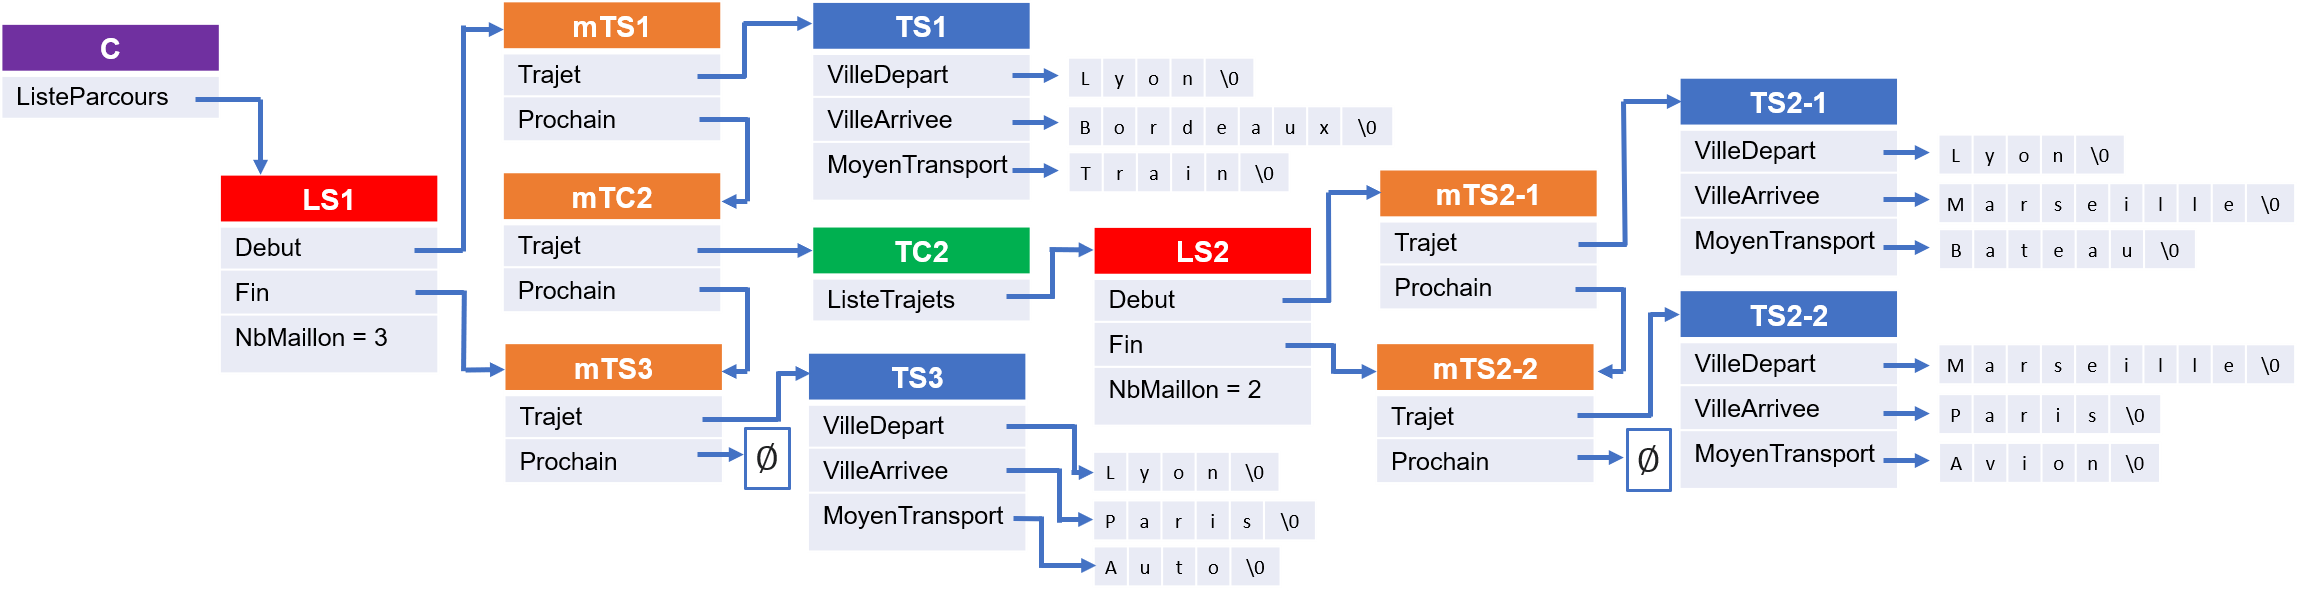 C
ListeParcours
LS1
Debut
Fin
NbMaillon = 3
mTS1
Trajet
Prochain
mTC2
Trajet
Prochain
mTS3
Trajet
Prochain
Ø
TS1
VilleDepart
L y o n \0
VilleArrivee
B o r d e a u x \0
MoyenTransport
T r a i n \0
TC2
ListeTrajets
TS3
VilleDepart
L y o n \0
VilleArrivee
P a r i s \0
MoyenTransport
A u t o \0
LS2
Debut
Fin
NbMaillon = 2
mTS2-1
Trajet
Prochain
mTS2-2
Trajet
Prochain
Ø
TS2-1
VilleDepart
L y o n \0
VilleArrivee
M a r s e i l l e \0
MoyenTransport
B a t e a u \0
TS2-2
VilleDepart
M a r s e i l l e \0
VilleArrivee
P a r i s \0
MoyenTransport
A v i o n \0